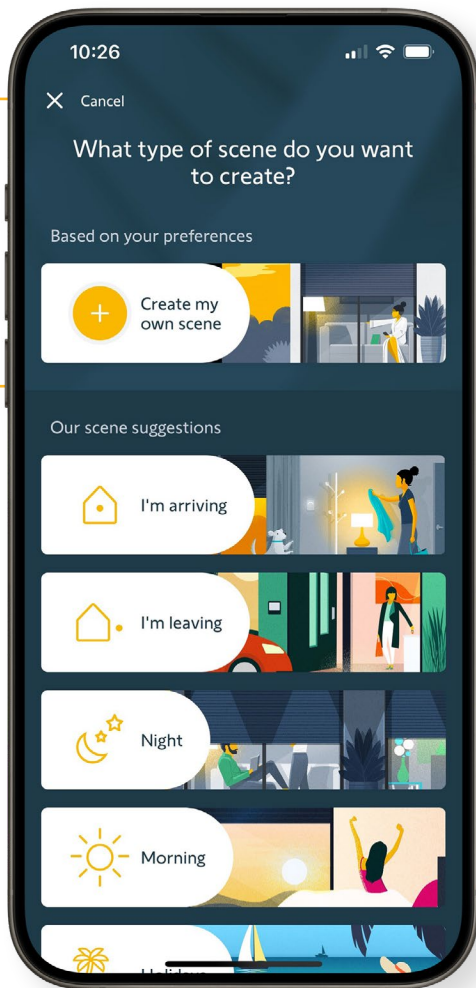 10:26
Cancel
What type of scene do you want
to create?
Based on your preferences
Create my
own scene
Our scene suggestions
I'm arriving
I'm leaving
Night
Morning
Holidays